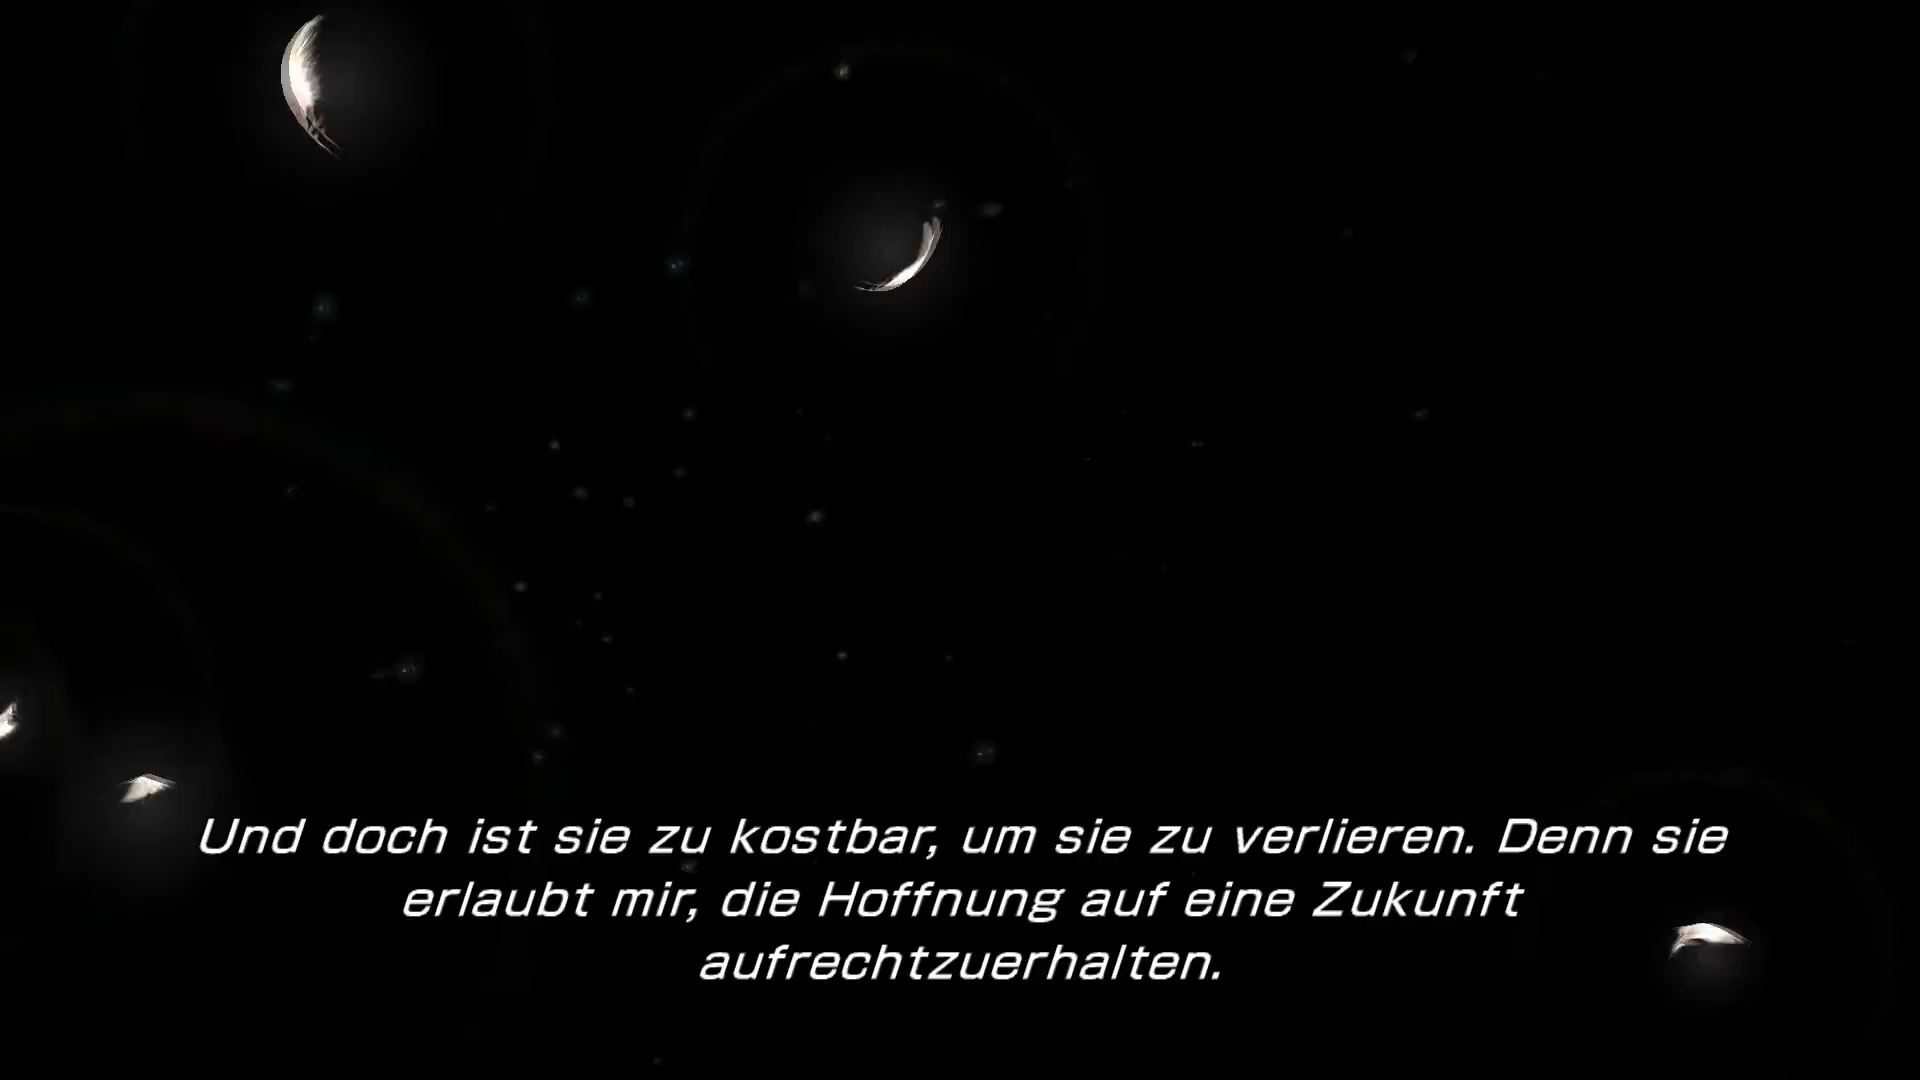 Und doch ist sie zu kostbar, um sie zu verlieren. Denn sie
erlaubt mir, die Hoffnung auf eine Zukunft
aufrechtzuerhalten.